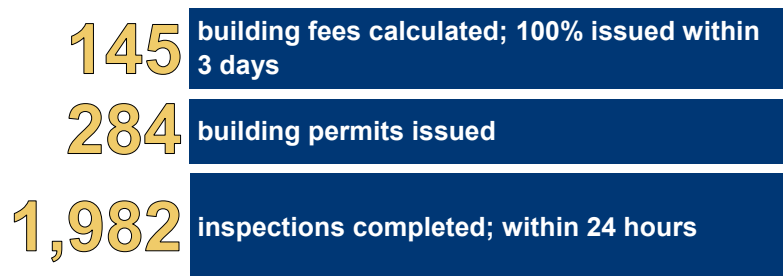 145
building fees calculated; 100% issued within
3 days
284
building permits issued
1,982
inspections completed; within 24 hours